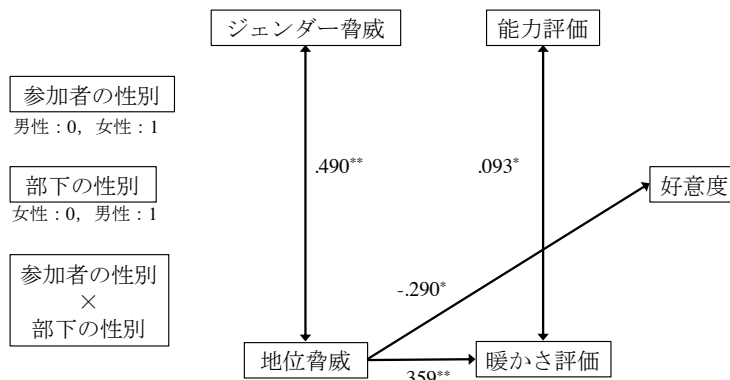 ジェンダー脅威
能力評価
参加者の性別
男性：0，女性：1
.490**
.093*
部下の性別
女性：0，男性：1
好意度
参加者の性別
×
部下の性別
-.290*
地位脅威
.359**
暖かさ評価